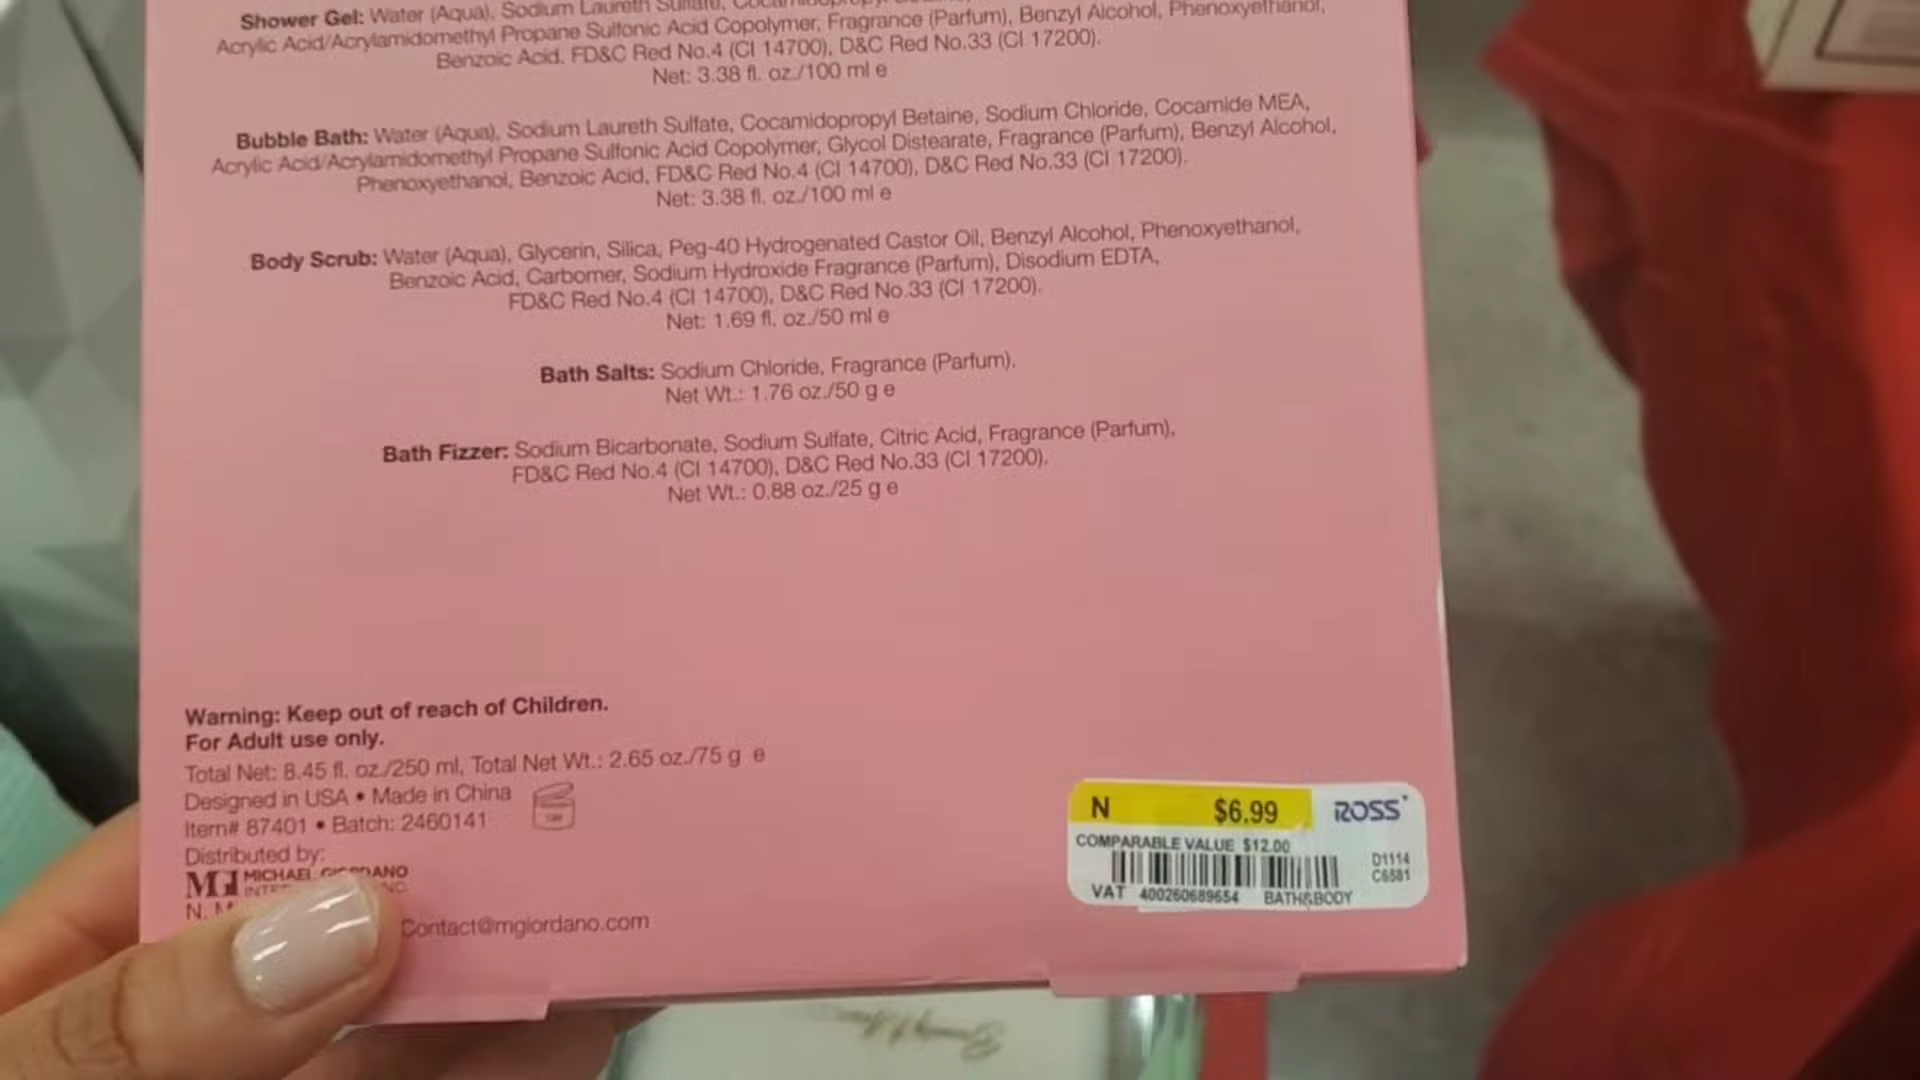 Shower Gel: Water (Aqua), Sodium Laureth Sulfate,
Acrylic Acid/Acrylamidomethyl Propane Sulfonic Acid Copolymer, Fragrance (Parfum), Benzyl Alcohol, Phenoxyethanol,
Benzoic Acid, FD&C Red No.4 (CI 14700), D&C Red No.33 (CI 17200).
Net: 3.38 fl. oz./100 ml e
Bubble Bath: Water (Aqua), Sodium Laureth Sulfate, Cocamidopropyl Betaine, Sodium Chloride, Cocamide MEA,
Acrylic Acid/Acrylamidomethyl Propane Sulfonic Acid Copolymer, Glycol Distearate, Fragrance (Parfum), Benzyl Alcohol,
Phenoxyethanol, Benzoic Acid, FD&C Red No.4 (CI 14700), D&C Red No.33 (CI 17200).
Net: 3.38 fl. oz./100 ml e
Body Scrub: Water (Aqua), Glycerin, Silica, Peg-40 Hydrogenated Castor Oil, Benzyl Alcohol, Phenoxyethanol,
Benzoic Acid, Carbomer, Sodium Hydroxide Fragrance (Parfum), Disodium EDTA,
FD&C Red No.4 (CI 14700), D&C Red No.33 (CI 17200).
Net: 1.69 fl. oz./50 ml e
Bath Salts: Sodium Chloride, Fragrance (Parfum).
Net Wt.: 1.76 oz./50 g e
Bath Fizzer: Sodium Bicarbonate, Sodium Sulfate, Citric Acid, Fragrance (Parfum),
FD&C Red No.4 (CI 14700), D&C Red No.33 (CI 17200).
Net Wt.: 0.88 oz./25 g e
Warning: Keep out of reach of Children.
For Adult use only.
Total Net: 8.45 fl. oz./250 ml, Total Net Wt.: 2.65 oz./75 g e
Designed in USA • Made in China
Item# 87401 • Batch: 2460141
Distributed by:
MGI MICHAEL
Contact@mgiordano.com
N $6.99 ROSS
COMPARABLE VALUE $12.00
D1114
C6581
VAT 400260689654 BATH&BODY